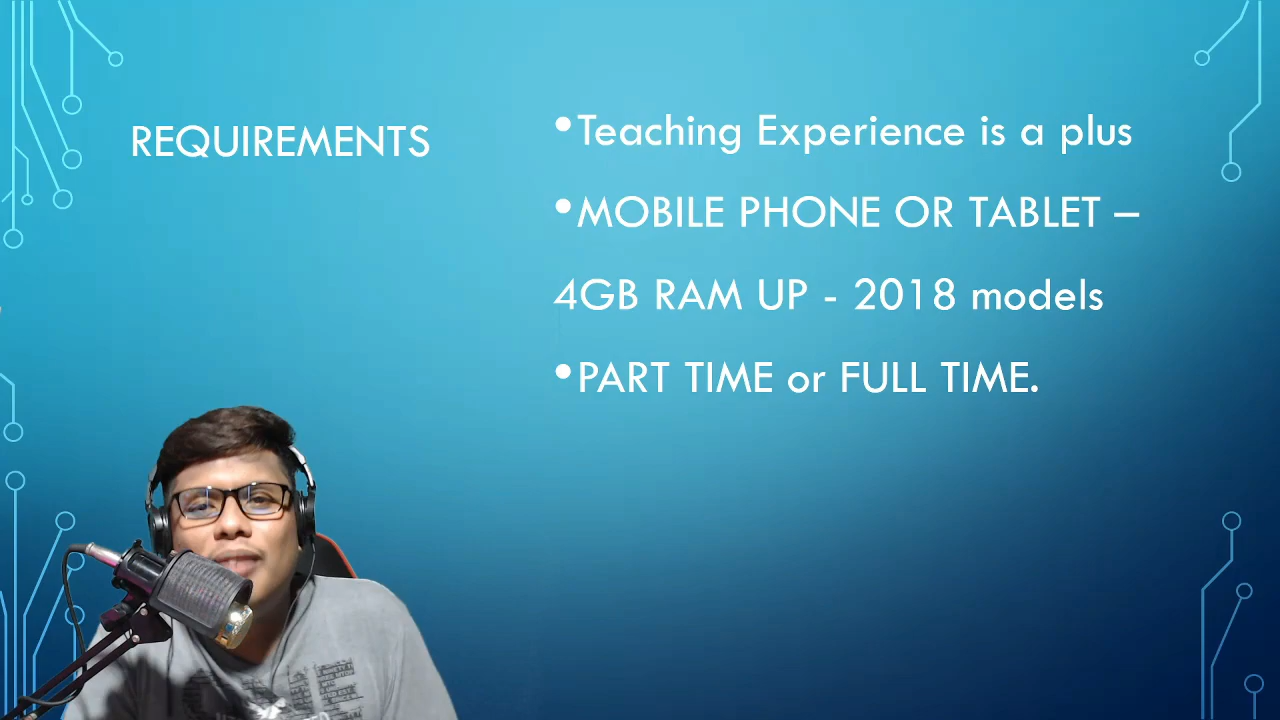 REQUIREMENTS
•Teaching Experience is a plus
•MOBILE PHONE OR TABLET –
4GB RAM UP - 2018 models
•PART TIME or FULL TIME.